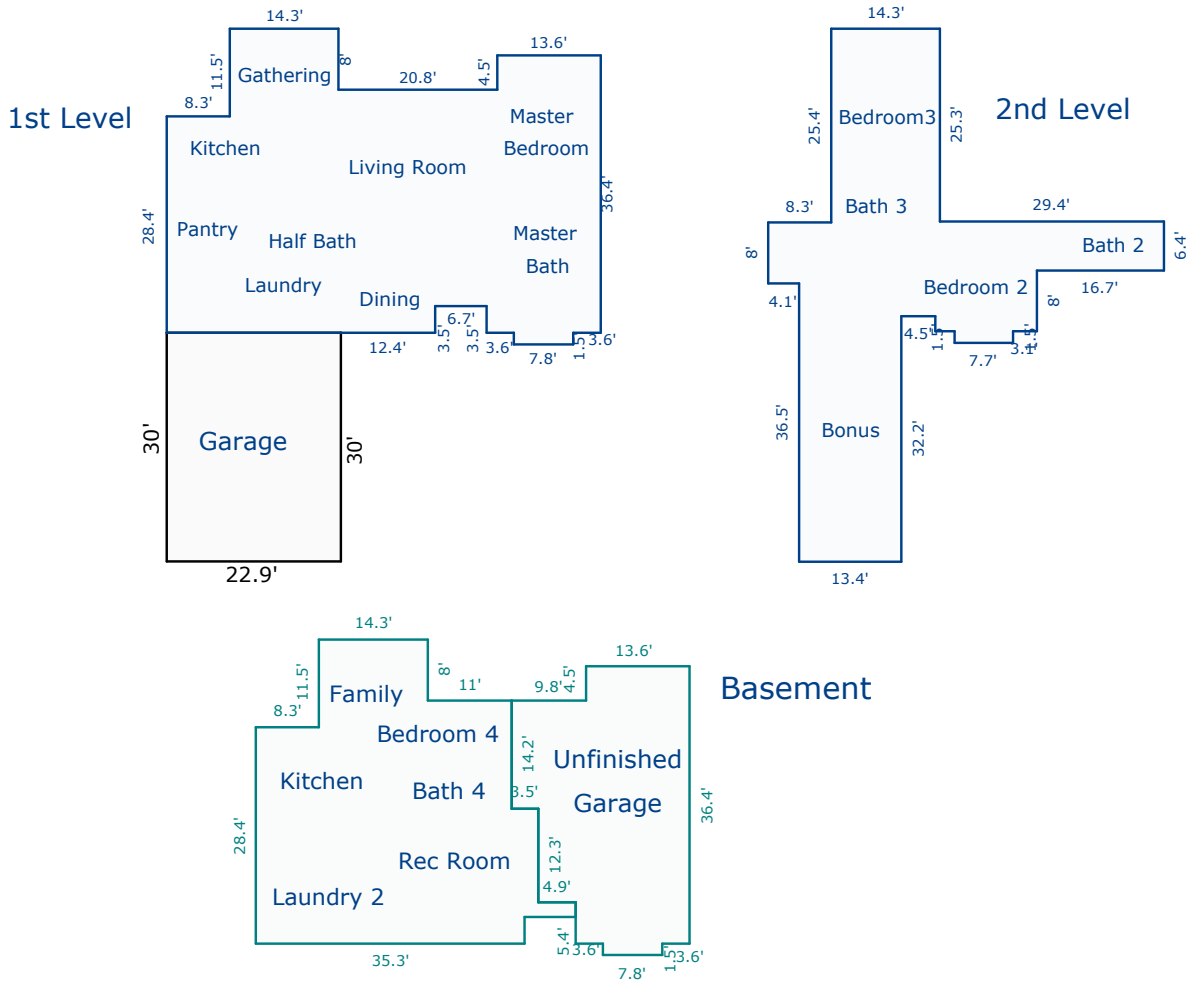 14.3'
11.5'
Gathering
8'
20.8'
4.5'
13.6'
8.3'
1st Level
Kitchen
Living Room
Master
Bedroom
36.4'
28.4'
Pantry
Half Bath
Laundry
Dining
Master
Bath
6.7'
3.5'
3.5'
12.4'
3.6'
7.8'
1.5'
3.6'
30'
Garage
30'
22.9'
14.3'
2nd Level
25.4'
Bedroom3
25.3'
8.3'
Bath 3
29.4'
8'
Bath 2
6.4'
4.1'
Bedroom 2
8'
16.7'
4.5'
1.5'
7.7'
3.1'
1.5'
36.5'
Bonus
32.2'
13.4'
14.3'
11.5'
Family
8'
11'
9.8'
4.5'
13.6'
Basement
8.3'
Bedroom 4
14.2'
Unfinished
Garage
Kitchen
Bath 4
3.5'
36.4'
28.4'
Rec Room
12.3'
4.9'
Laundry 2
35.3'
5.4'
3.6'
7.8'
1.5'
3.6'